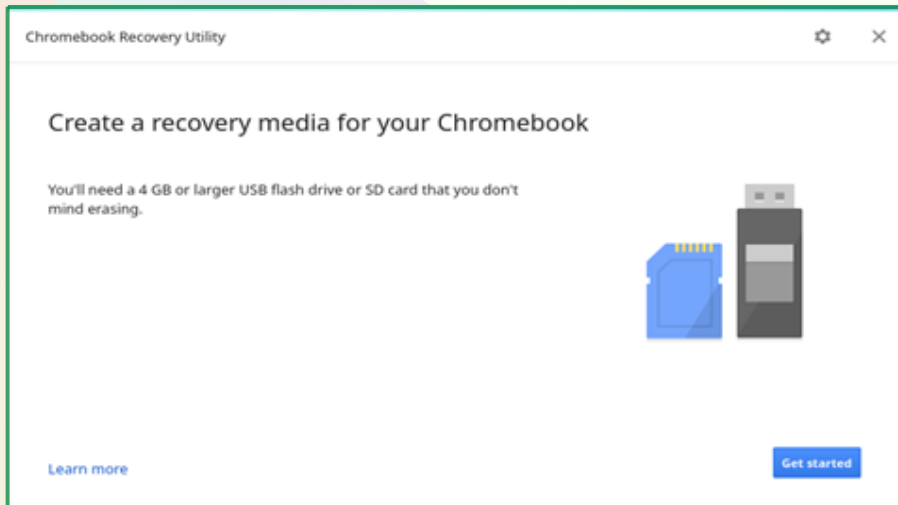 Chromebook Recovery Utility
Create a recovery media for your Chromebook
You'll need a 4 GB or larger USB flash drive or SD card that you don't
mind erasing.
Learn more
Get started